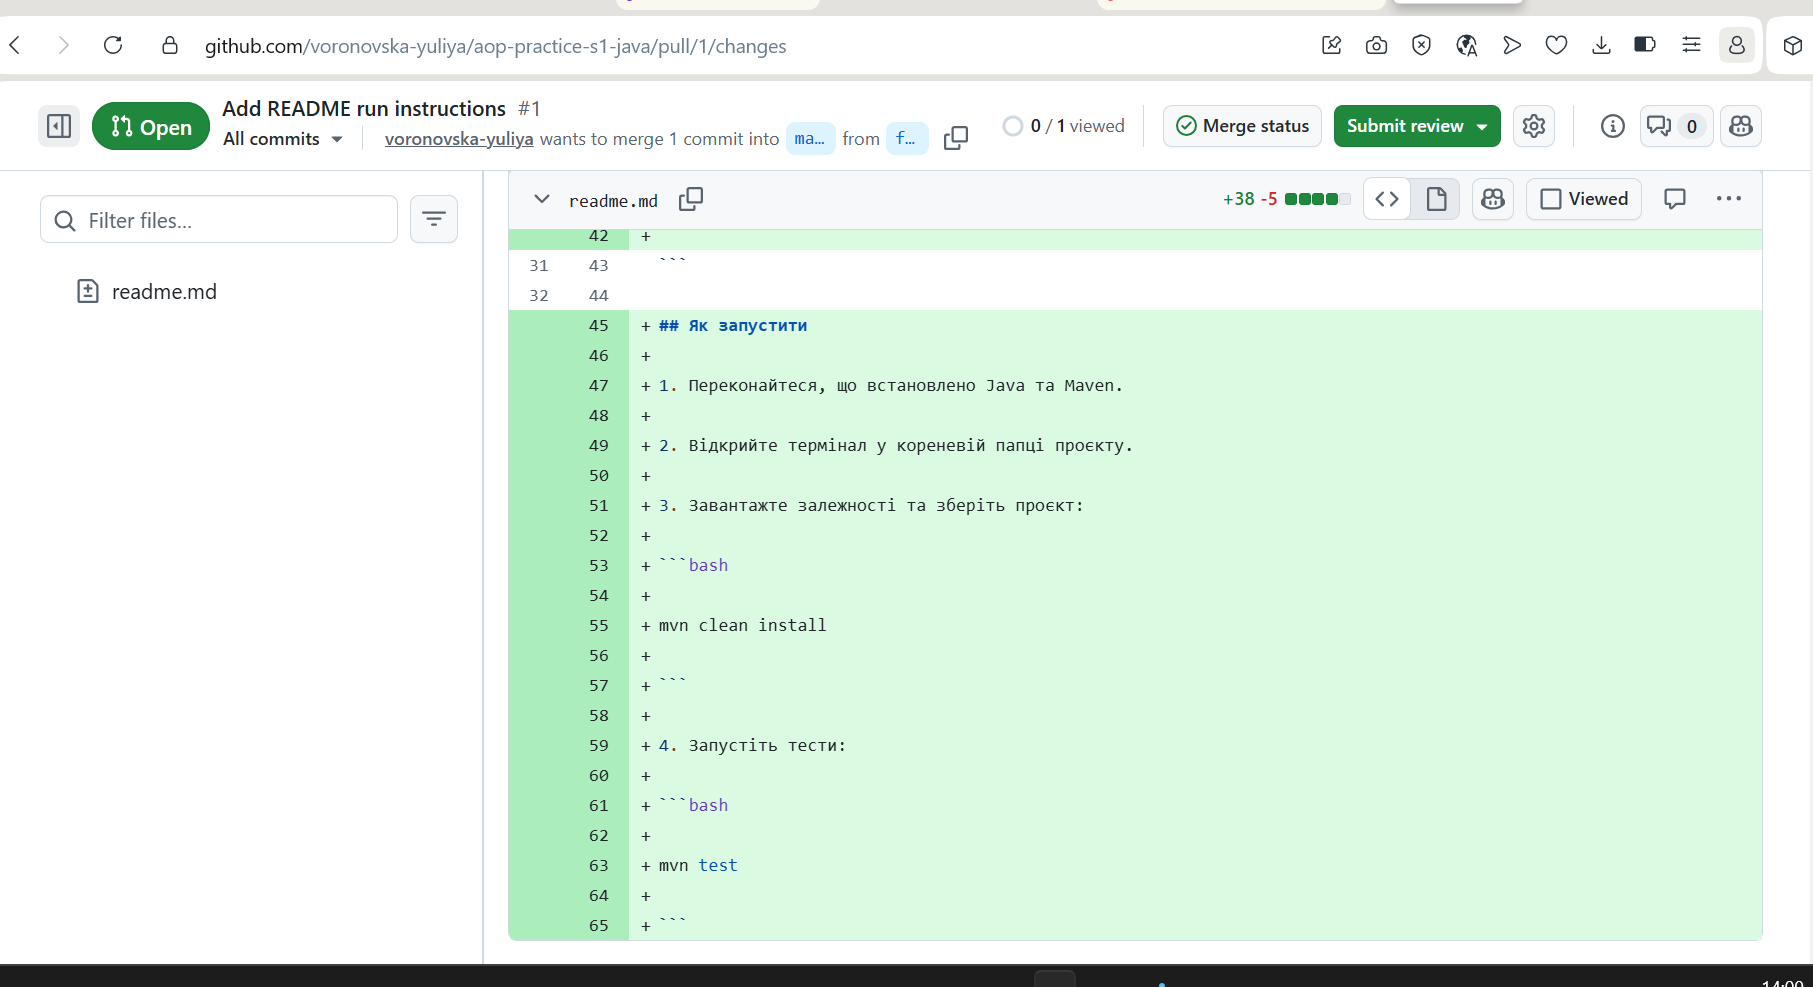 github.com/voronovska-yuliya/aop-practice-s1-java/pull/1/changes
Open
Add README run instructions #1
All commits
voronovska-yuliya wants to merge 1 commit into ma... from f...
0 / 1 viewed
Merge status
Submit review
0
Filter files...
readme.md
readme.md
+38 -5
Viewed
42 +
31 43 ```
32 44
45 + ## Як запустити
46 +
47 + 1. Переконайтеся, що встановлено Java та Maven.
48 +
49 + 2. Відкрийте термінал у кореневій папці проєкту.
50 +
51 + 3. Завантажте залежності та зберіть проєкт:
52 +
53 + ```bash
54 +
55 + mvn clean install
56 +
57 + ```
58 +
59 + 4. Запустіть тести:
60 +
61 + ```bash
62 +
63 + mvn test
64 +
65 + ```
14:00